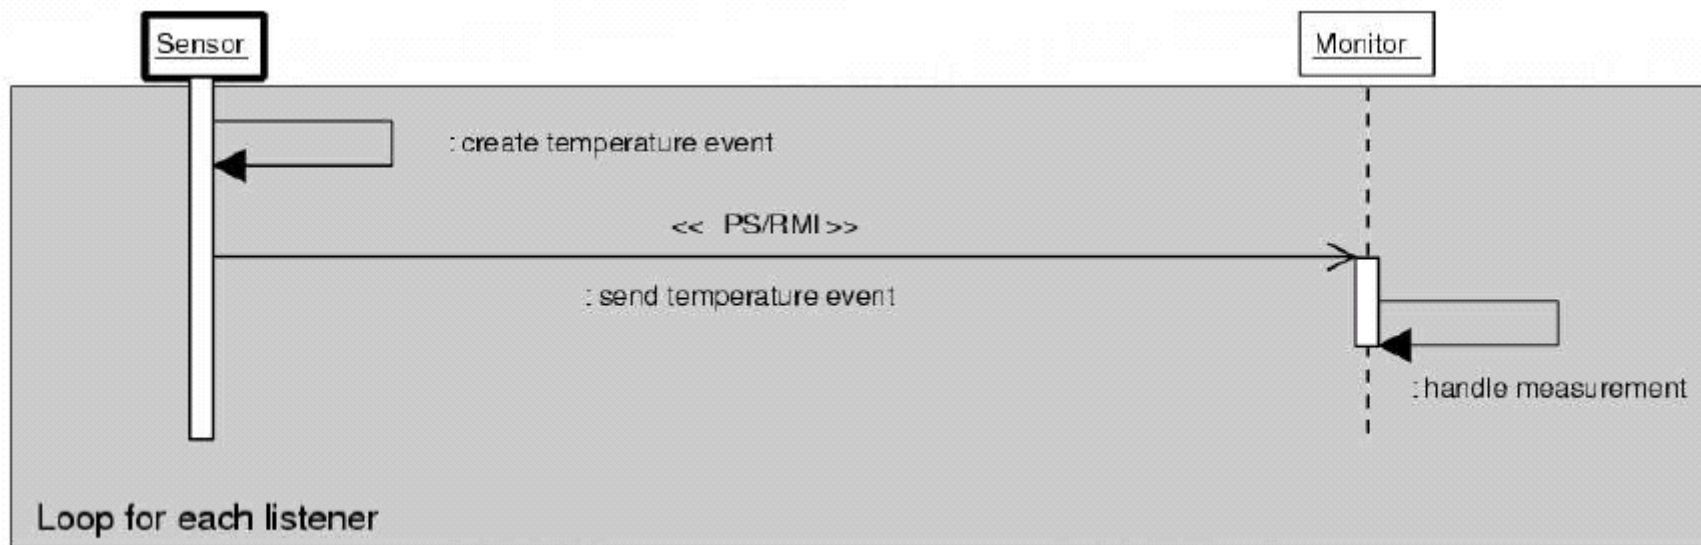 Sensor
Monitor
: create temperature event
<< PS/RMI >>
: send temperature event
: handle measurement
Loop for each listener